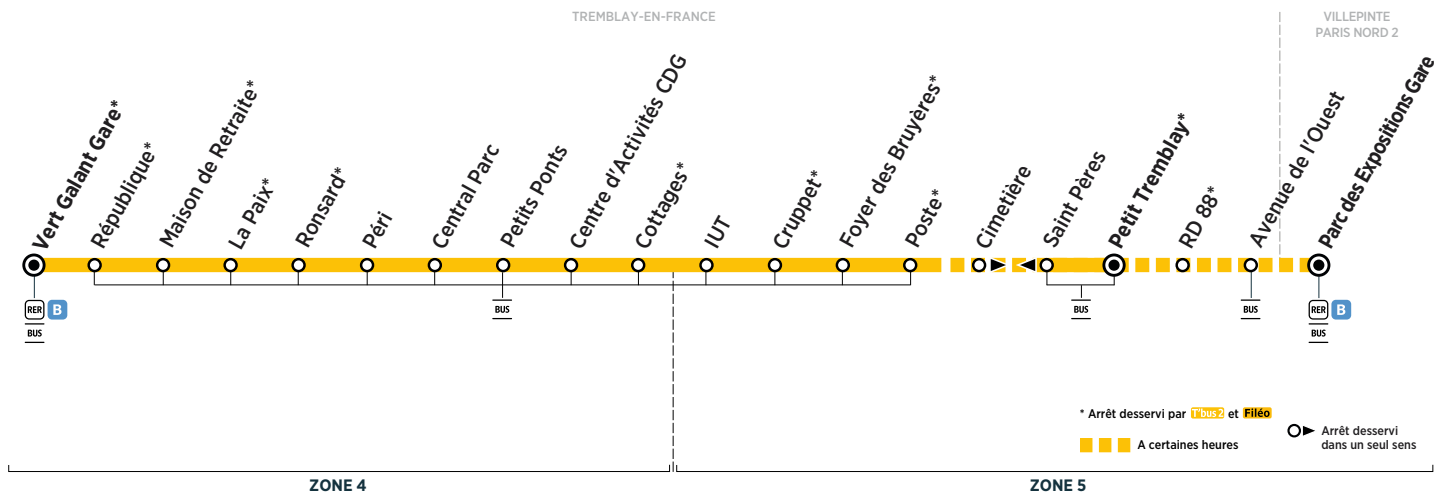 TREMBLAY-EN-FRANCE
VILLEPINTE
PARIS NORD 2
Vert Galant Gare*
République*
Maison de Retraite*
La Paix*
Ronsard*
Péri
Central Parc
Petits Ponts
Centre d'Activités CDG
Cottages*
IUT
Cruppet*
Foyer des Bruyères*
Poste*
Cimetière
Saint Pères
Petit Tremblay*
RD 88*
Avenue de l'Ouest
Parc des Expositions Gare
RER B
BUS
BUS
BUS
BUS
RER B
BUS
* Arrêt desservi par T'bus 2 et Filéo
A certaines heures
Arrêt desservi
dans un seul sens
ZONE 4
ZONE 5